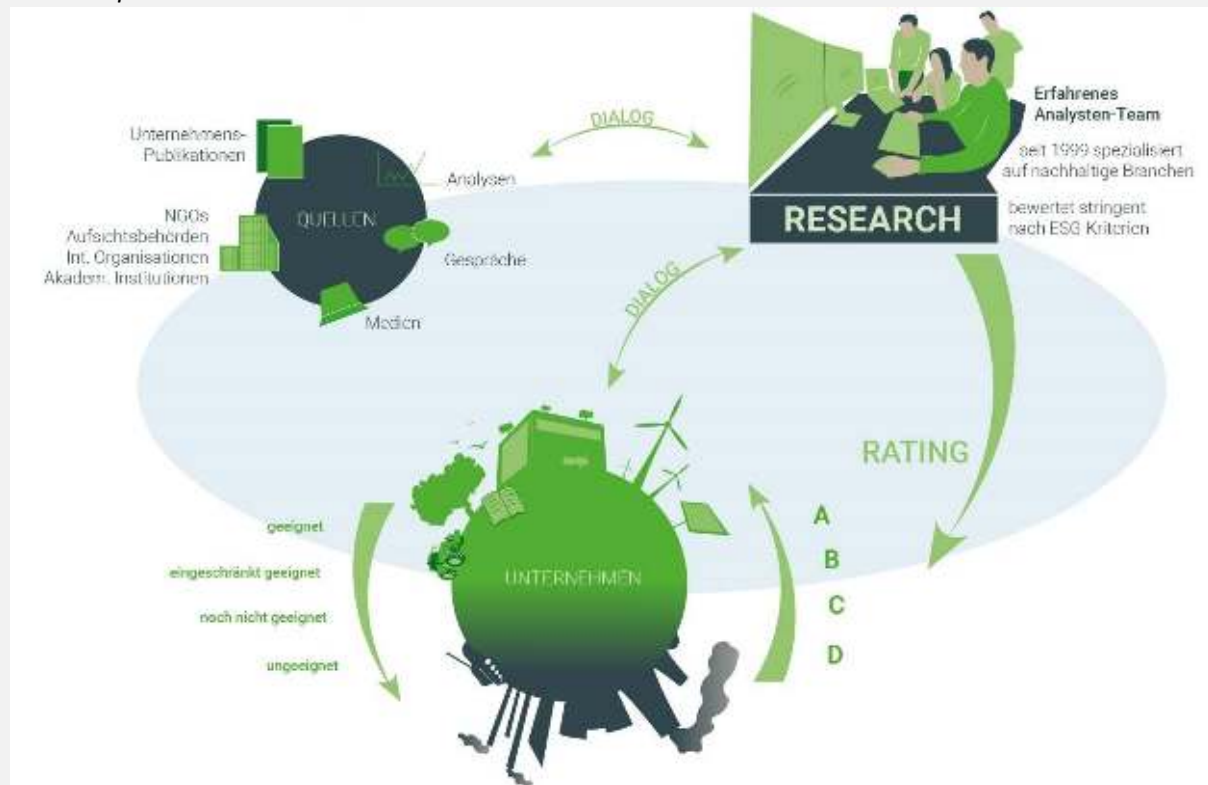 Unternehmens-
Publikationen
Analysen
QUELLEN
NGOs
Aufsichtsbehörden
Int. Organisationen
Akadem. Institutionen
Gespräche
Medien
DIALOG
RESEARCH
Erfahrenes
Analysten-Team
seit 1999 spezialisiert
auf nachhaltige Branchen
bewertet stringent
nach ESG Kriterien
DIALOG
RATING
A
B
C
D
UNTERNEHMEN
geeignet
eingeschränkt geeignet
noch nicht geeignet
ungeeignet